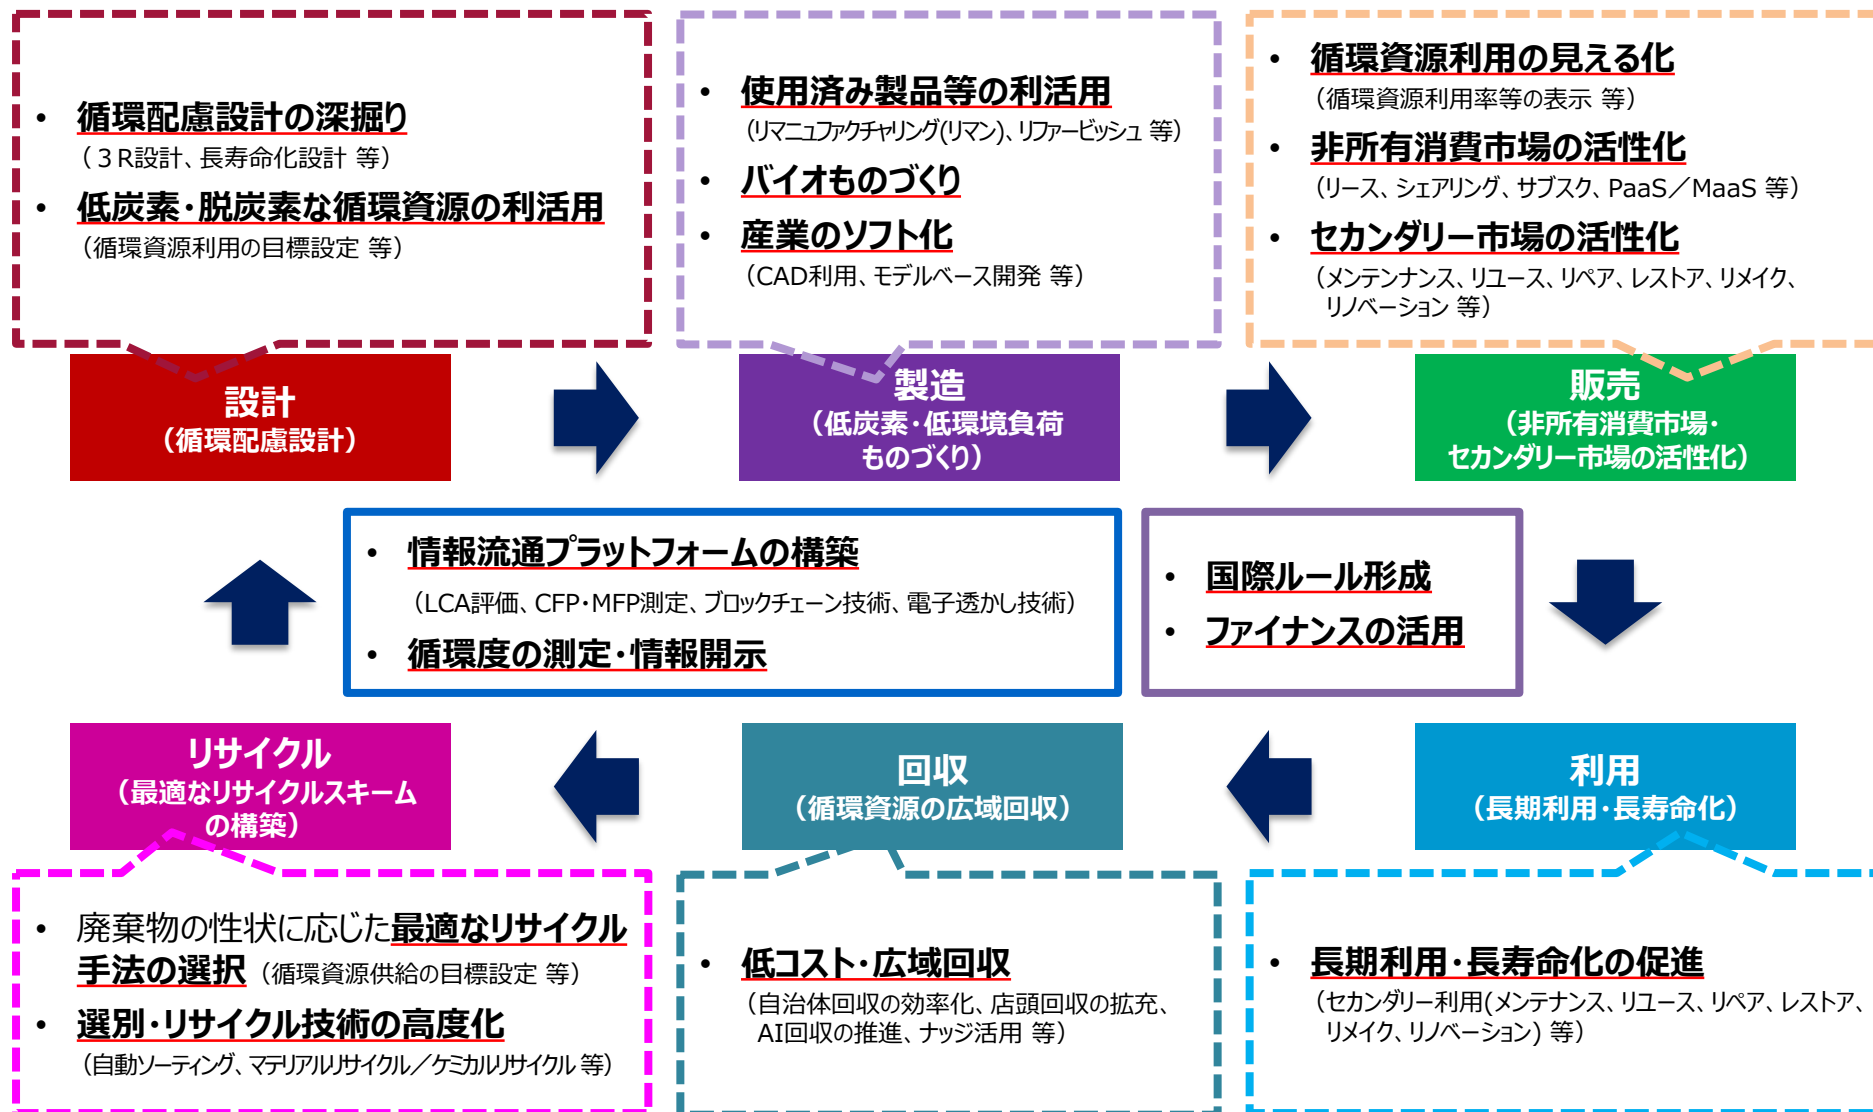 • 循環配慮設計の深掘り
（３R設計、長寿命化設計 等）
• 低炭素・脱炭素な循環資源の利活用
（循環資源利用の目標設定 等）
• 使用済み製品等の利活用
（リマニュファクチャリング(リマン)、リファービッシュ 等）
• バイオものづくり
• 産業のソフト化
（CAD利用、モデルベース開発 等）
• 循環資源利用の見える化
（循環資源利用率等の表示 等）
• 非所有消費市場の活性化
（リース、シェアリング、サブスク、PaaS／MaaS 等）
• セカンダリー市場の活性化
（メンテンナンス、リユース、リペア、レストア、リメイク、
リノベーション 等）
設計
（循環配慮設計）
製造
（低炭素・低環境負荷
ものづくり）
販売
（非所有消費市場・
セカンダリー市場の活性化）
• 情報流通プラットフォームの構築
（LCA評価、CFP・MFP測定、ブロックチェーン技術、電子透かし技術）
• 循環度の測定・情報開示
• 国際ルール形成
• ファイナンスの活用
リサイクル
（最適なリサイクルスキーム
の構築）
回収
（循環資源の広域回収）
利用
（長期利用・長寿命化）
• 廃棄物の性状に応じた最適なリサイクル
手法の選択（循環資源供給の目標設定 等）
• 選別・リサイクル技術の高度化
（自動ソーティング、マテリアルリサイクル／ケミカルリサイクル 等）
• 低コスト・広域回収
（自治体回収の効率化、店頭回収の拡充、
AI回収の推進、ナッジ活用 等）
• 長期利用・長寿命化の促進
（セカンダリー利用(メンテナンス、リユース、リペア、レストア、
リメイク、リノベーション) 等）